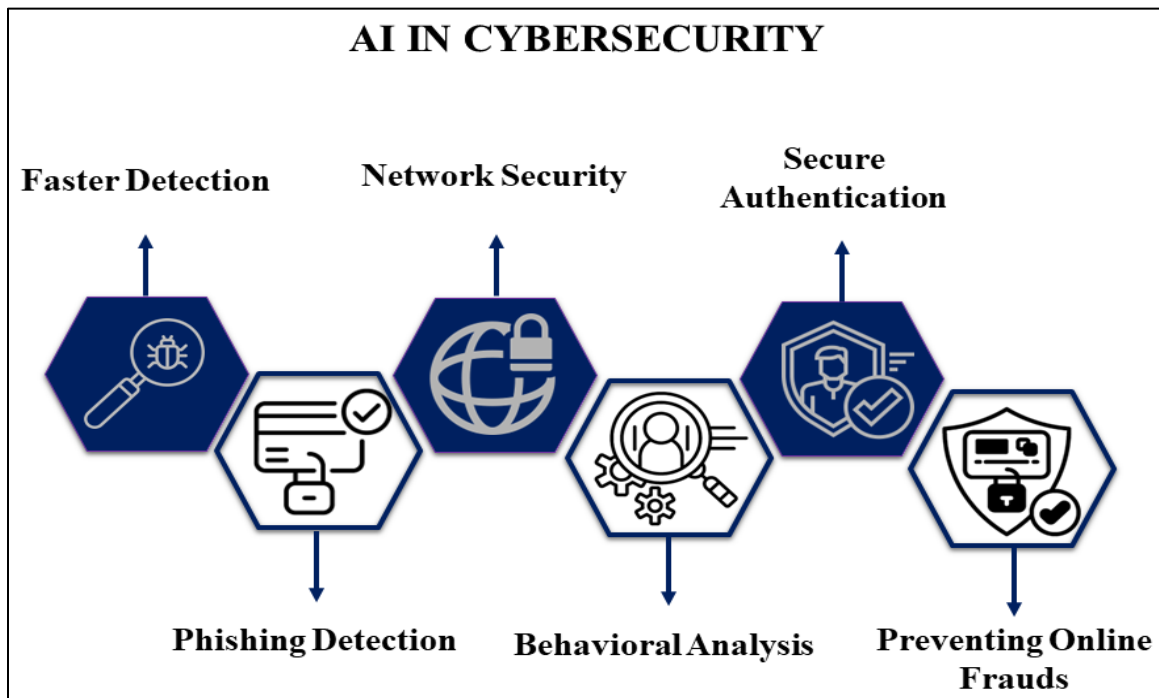 AI IN CYBERSECURITY
Faster Detection
Network Security
Secure
Authentication
Phishing Detection
Behavioral Analysis
Preventing Online
Frauds